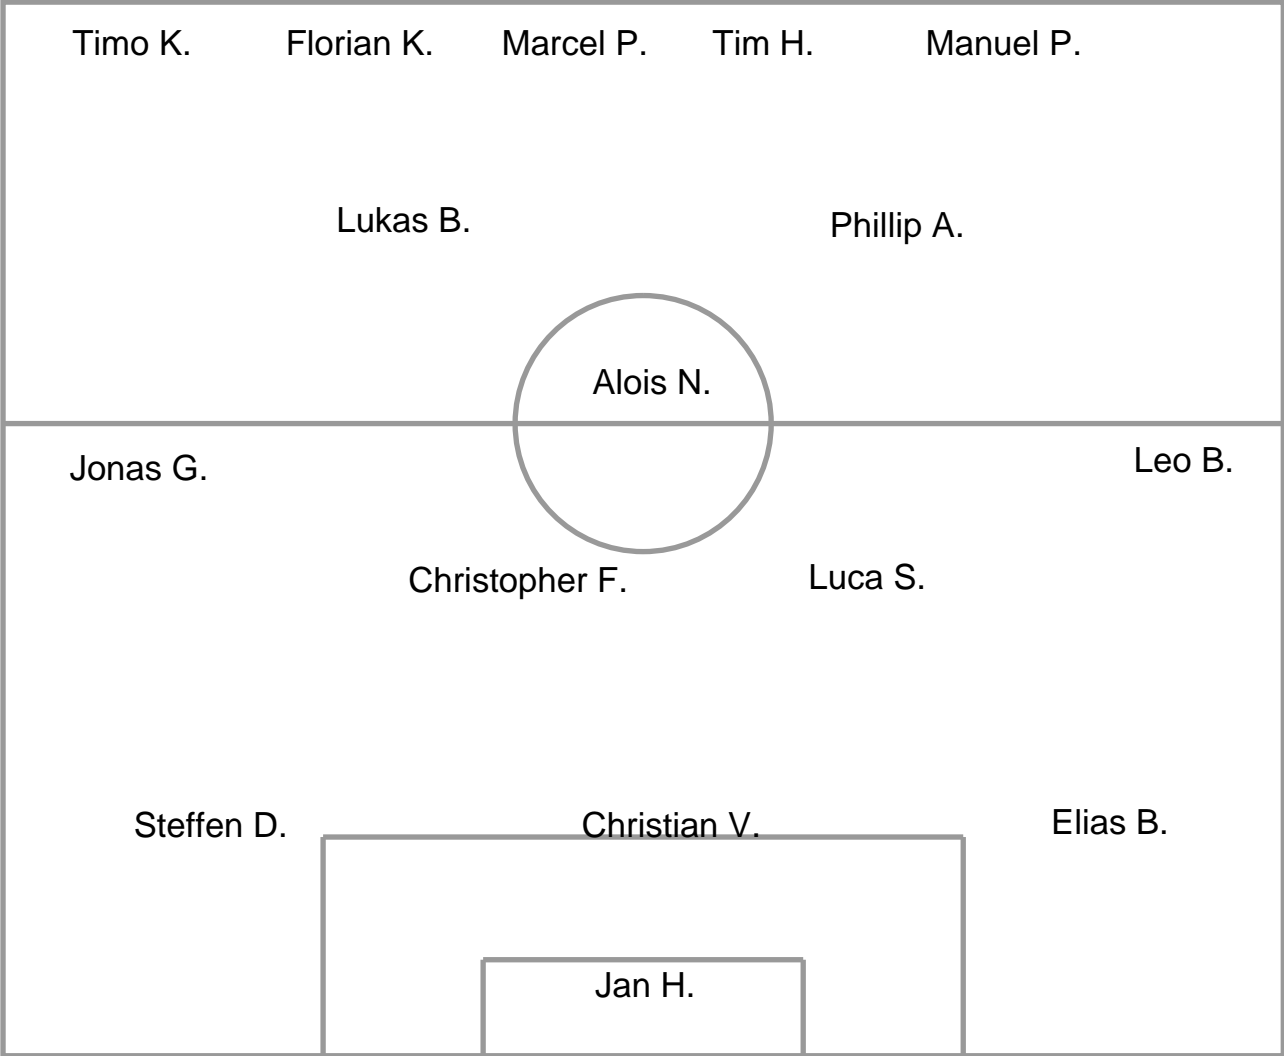 Timo K. Florian K. Marcel P. Tim H. Manuel P.
Lukas B. Phillip A.
Alois N.
Jonas G. Leo B.
Christopher F. Luca S.
Steffen D. Christian V. Elias B.
Jan H.